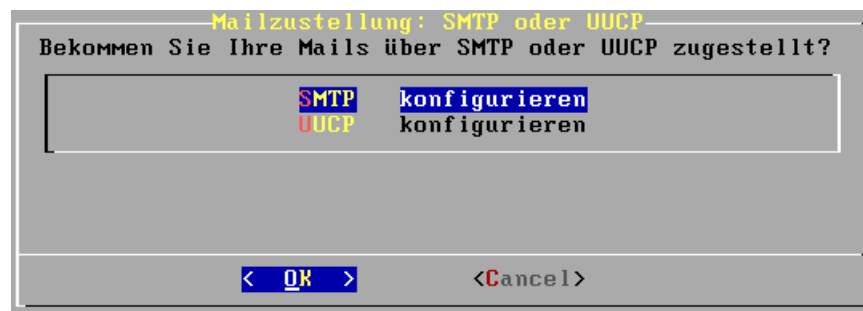 Mailzustellung: SMTP oder UUCP
Bekommen Sie Ihre Mails über SMTP oder UUCP zugestellt?
SMTP konfigurieren
UUCP konfigurieren
< OK > <Cancel>